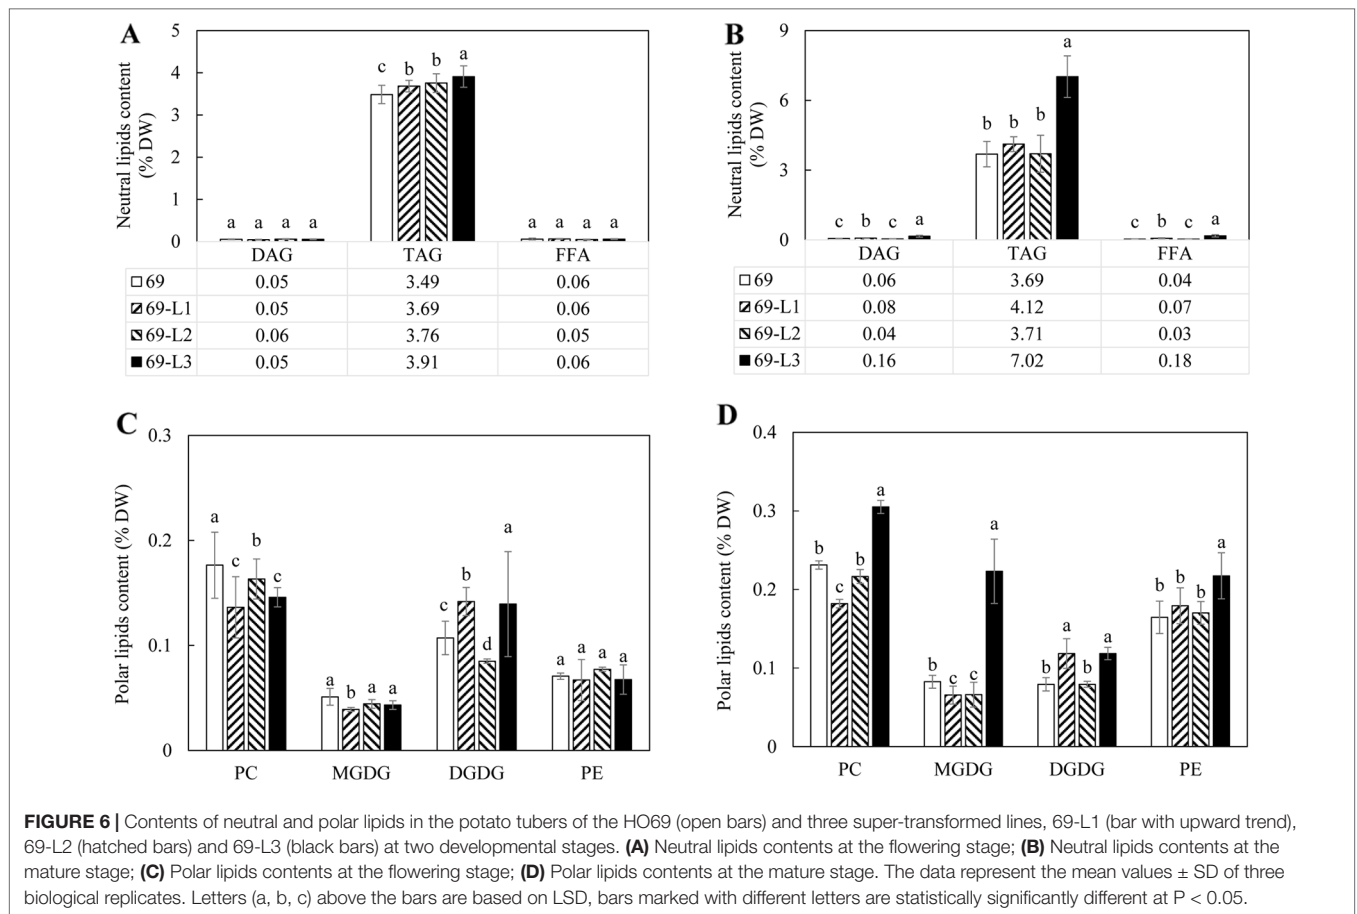 A
Neutral lipids content
(% DW)
5
4
3
2
1
0
a a a a
c b b a
a a a a
DAG TAG FFA
69 0.05 3.49 0.06
69-L1 0.05 3.69 0.06
69-L2 0.06 3.76 0.05
69-L3 0.05 3.91 0.06
B
Neutral lipids content
(% DW)
9
6
3
0
c b c a
b b b a
c b c a
DAG TAG FFA
69 0.06 3.69 0.04
69-L1 0.08 4.12 0.07
69-L2 0.04 3.71 0.03
69-L3 0.16 7.02 0.18
C
Polar lipids content (% DW)
0.3
0.2
0.1
0
a c b c
a b a a
c b d a
a a a a
PC MGDG DGDG PE
D
Polar lipids content (% DW)
0.4
0.3
0.2
0.1
0
b c b a
b c c a
b a b a
b b b a
PC MGDG DGDG PE
FIGURE 6 | Contents of neutral and polar lipids in the potato tubers of the HO69 (open bars) and three super-transformed lines, 69-L1 (bar with upward trend),
69-L2 (hatched bars) and 69-L3 (black bars) at two developmental stages. (A) Neutral lipids contents at the flowering stage; (B) Neutral lipids contents at the
mature stage; (C) Polar lipids contents at the flowering stage; (D) Polar lipids contents at the mature stage. The data represent the mean values ± SD of three
biological replicates. Letters (a, b, c) above the bars are based on LSD, bars marked with different letters are statistically significantly different at P < 0.05.